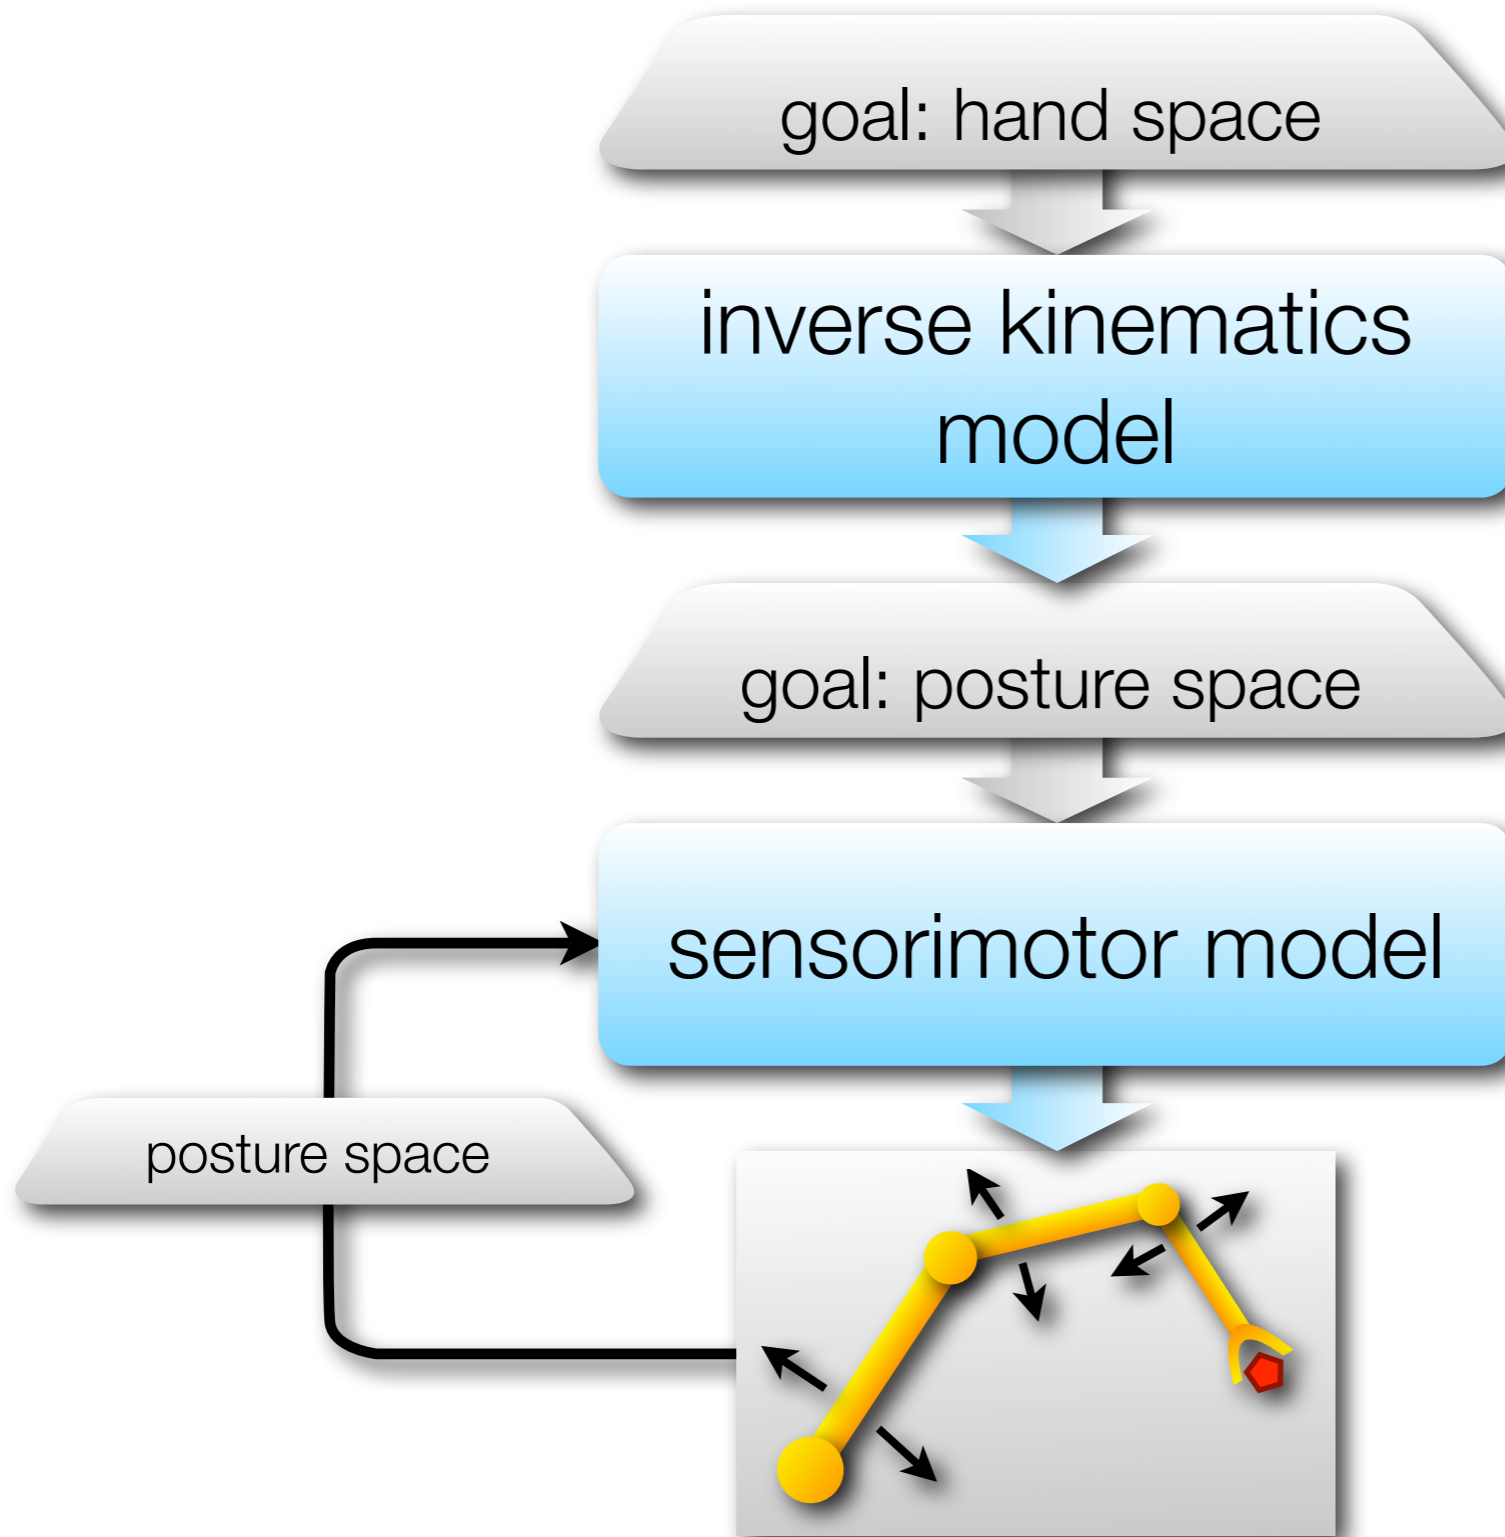 goal: hand space
inverse kinematics
model
goal: posture space
sensorimotor model
posture space